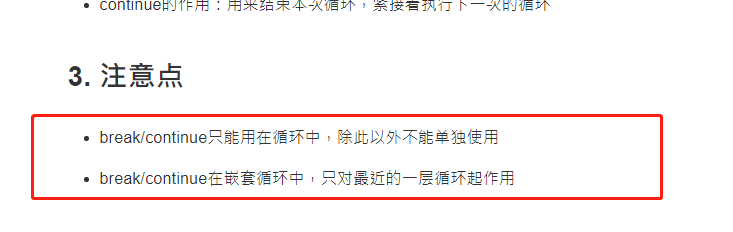 continue的作用：用来结束本次循环，紧接着执行下一次的循环
3. 注意点
break/continue只能用在循环中，除此以外不能单独使用
break/continue在嵌套循环中，只对最近的一层循环起作用